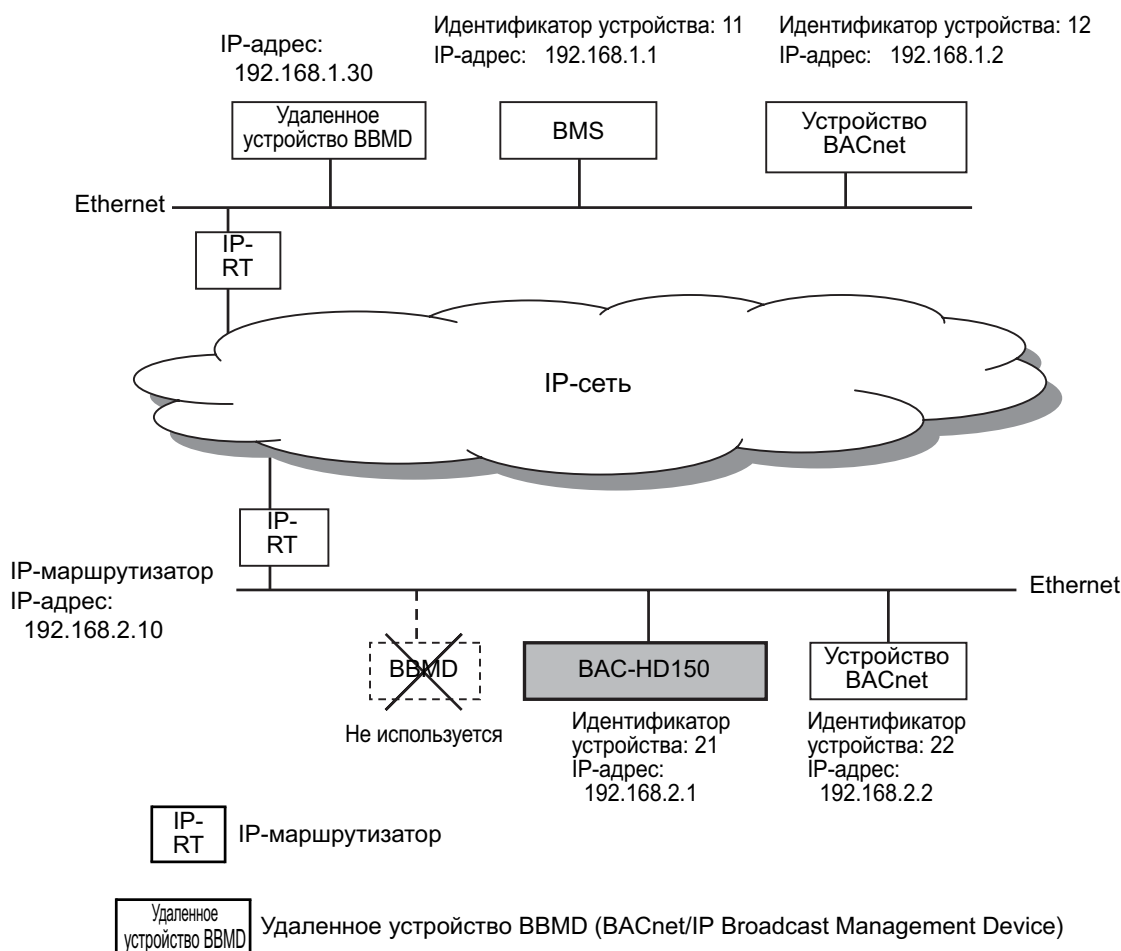 IP-адрес:
192.168.1.30
Идентификатор устройства: 11
IP-адрес: 192.168.1.1
Идентификатор устройства: 12
IP-адрес: 192.168.1.2
Удаленное
устройство BBMD
BMS
Устройство
BACnet
Ethernet
IP-
RT
IP-сеть
IP-
RT
IP-маршрутизатор
IP-адрес:
192.168.2.10
Ethernet
BBMD
Не используется
BAC-HD150
Идентификатор
устройства: 21
IP-адрес:
192.168.2.1
Устройство
BACnet
Идентификатор
устройства: 22
IP-адрес:
192.168.2.2
IP-
RT
IP-маршрутизатор
Удаленное
устройство BBMD
Удаленное устройство BBMD (BACnet/IP Broadcast Management Device)